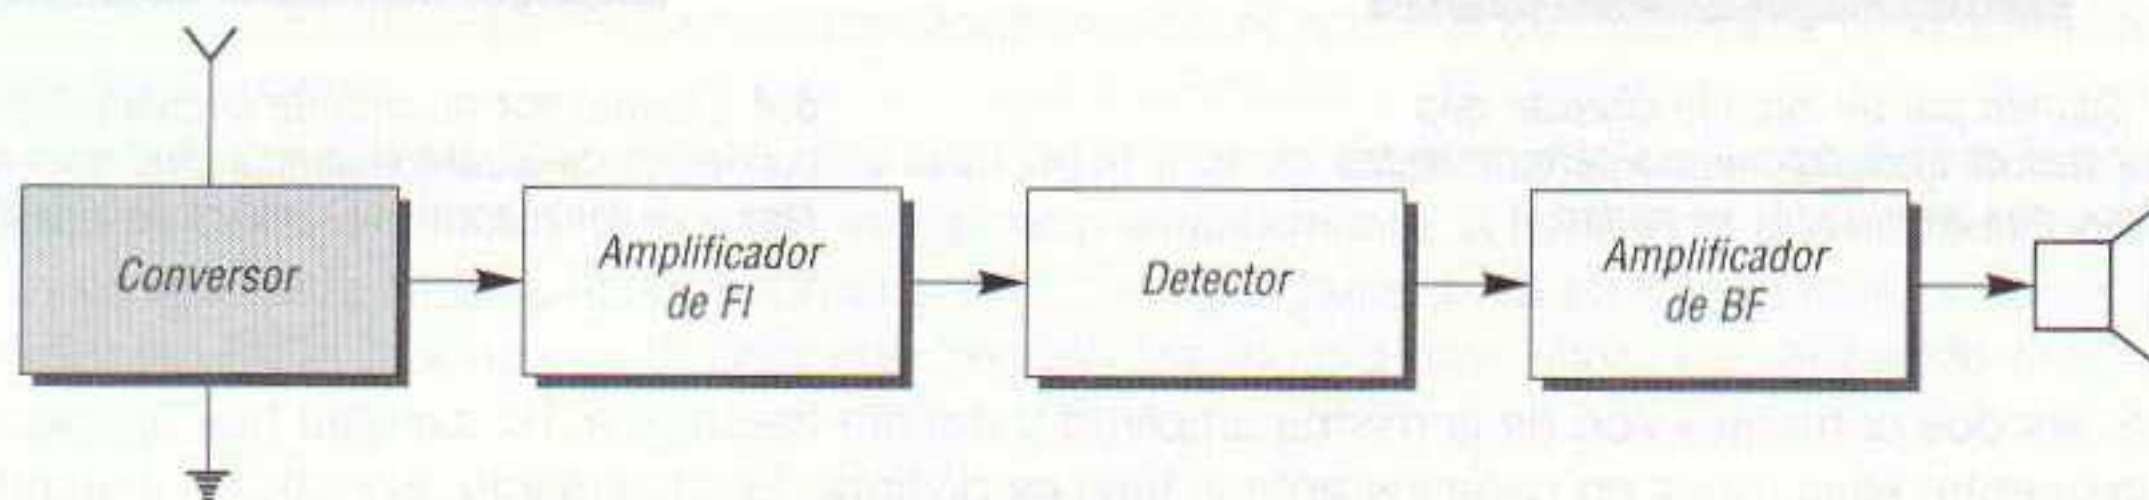 Conversor
Amplificador
de FI
Detector
Amplificador
de BF